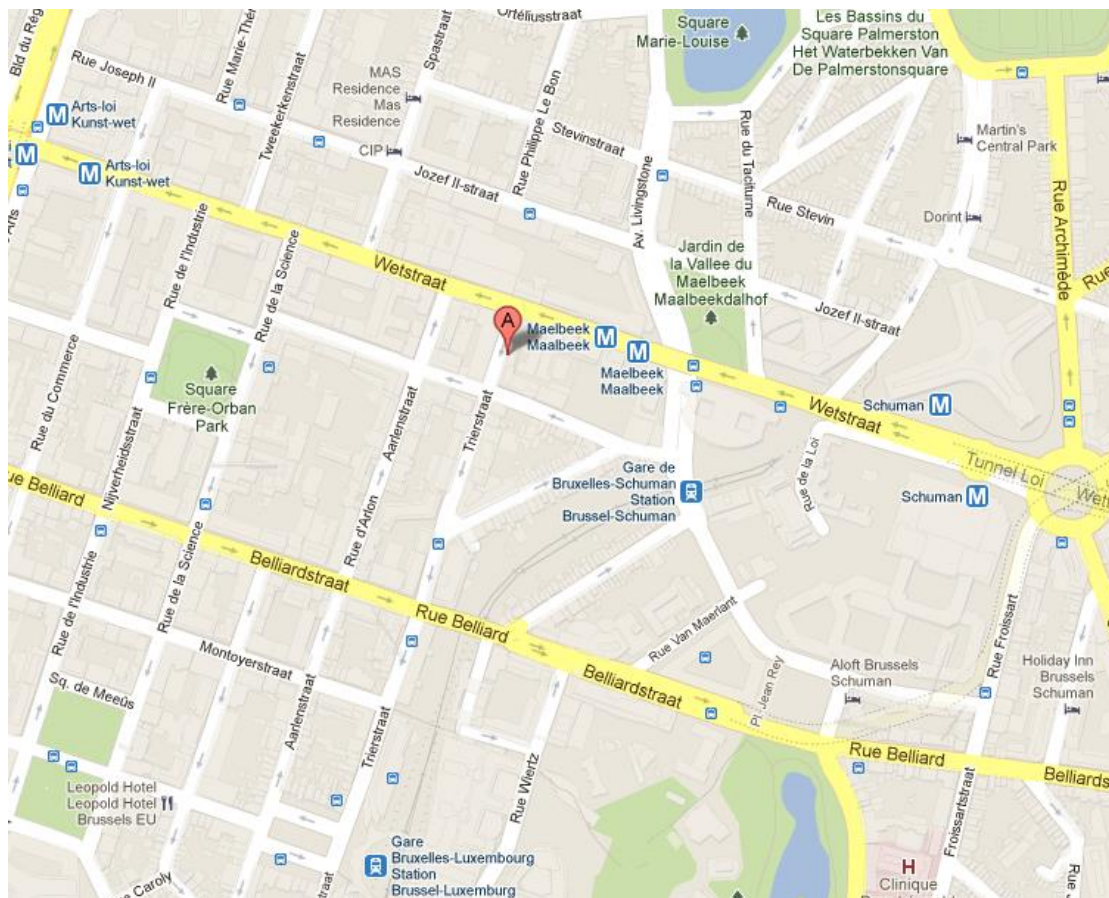 Ortéliusstraat
Square
Marie-Louise
Les Bassins du
Square Palmerston
Het Waterbekken Van
De Palmerstonsquare
Bld du Rég
Rue Joseph II
Rue Marie-Thé
Tweekerkenstraat
Spastraat
MAS
Residence
Mas
Residence
CIP
Rue Philippe Le Bon
Stevinstraat
Jozef II-straat
Av. Livingstone
Rue du Taciturne
Martin's
Central Park
Arts-loi
Kunst-wet
M
M
M
Arts-loi
Kunst-wet
Arts
Rue Stevin
Dorint
Rue Archimède
Rue
Rue de l'Industrie
Rue de la Science
Wetstraat
Jardin de
la Vallee du
Maelbeek
Maalbeekdalhof
Jozef II-straat
A
Maelbeek
Maalbeek
M
M
Maelbeek
Maalbeek
Rue du Commerce
Square
Frère-Orban
Park
Nijverheidsstraat
Aarlenstraat
Trierstraat
Wetstraat
Schuman
M
Rue de la Loi
Tunnel Loi
Wet
Schuman
M
Gare de
Bruxelles-Schuman
Station
Brussel-Schuman
ue Belliard
Rue d'Arlon
Belliardstraat
Rue de l'Industrie
Rue de la Science
Rue Belliard
Rue Van Maerlant
Rue Froissart
Montoyerstraat
Sq. de Meeûs
Aarlenstraat
Trierstraat
Belliardstraat
Pl. Jean Rey
Aloft Brussels
Schuman
Holiday Inn
Brussels
Schuman
Rue Wiertz
Rue Belliard
Belliards
Leopold Hotel
Leopold Hotel
Brussels EU
Froissartstraat
Gare
Bruxelles-Luxembourg
Station
Brussel-Luxemburg
de Caroly
H
Clinique
Rue J